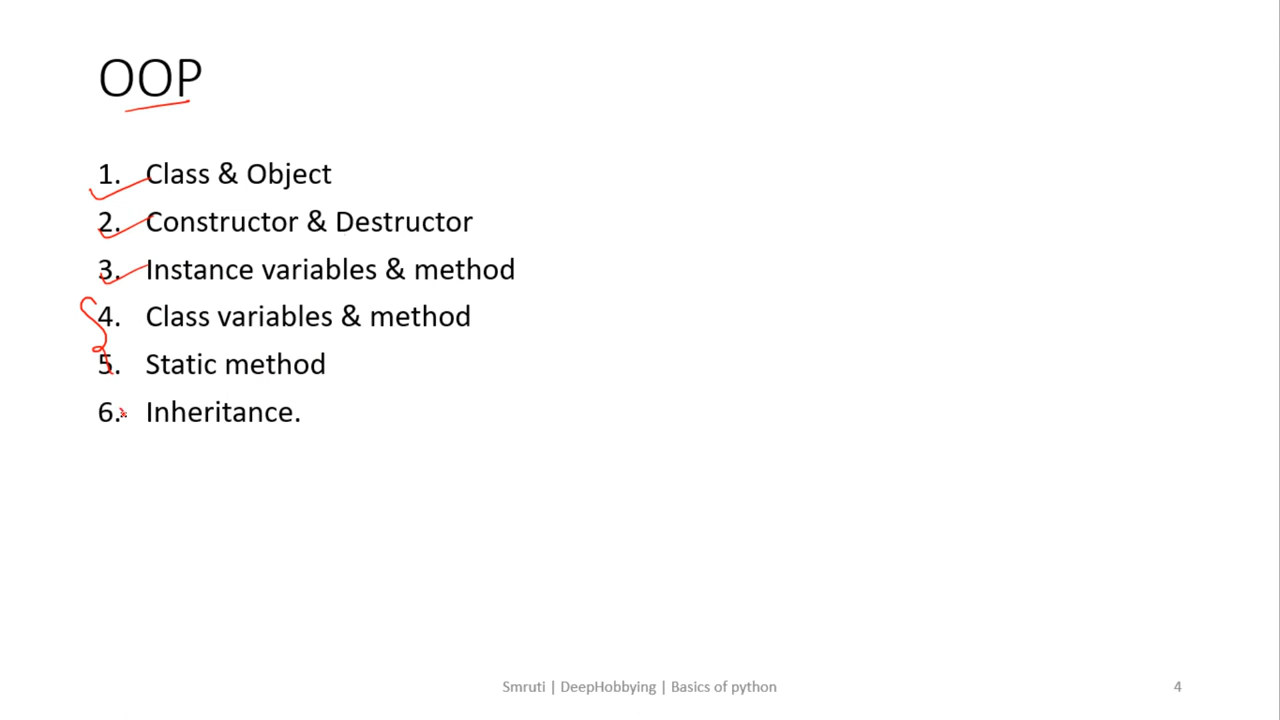 OOP
1. Class & Object
2. Constructor & Destructor
3. Instance variables & method
4. Class variables & method
5. Static method
6. Inheritance.
Smruti | DeepHobbying | Basics of python
4